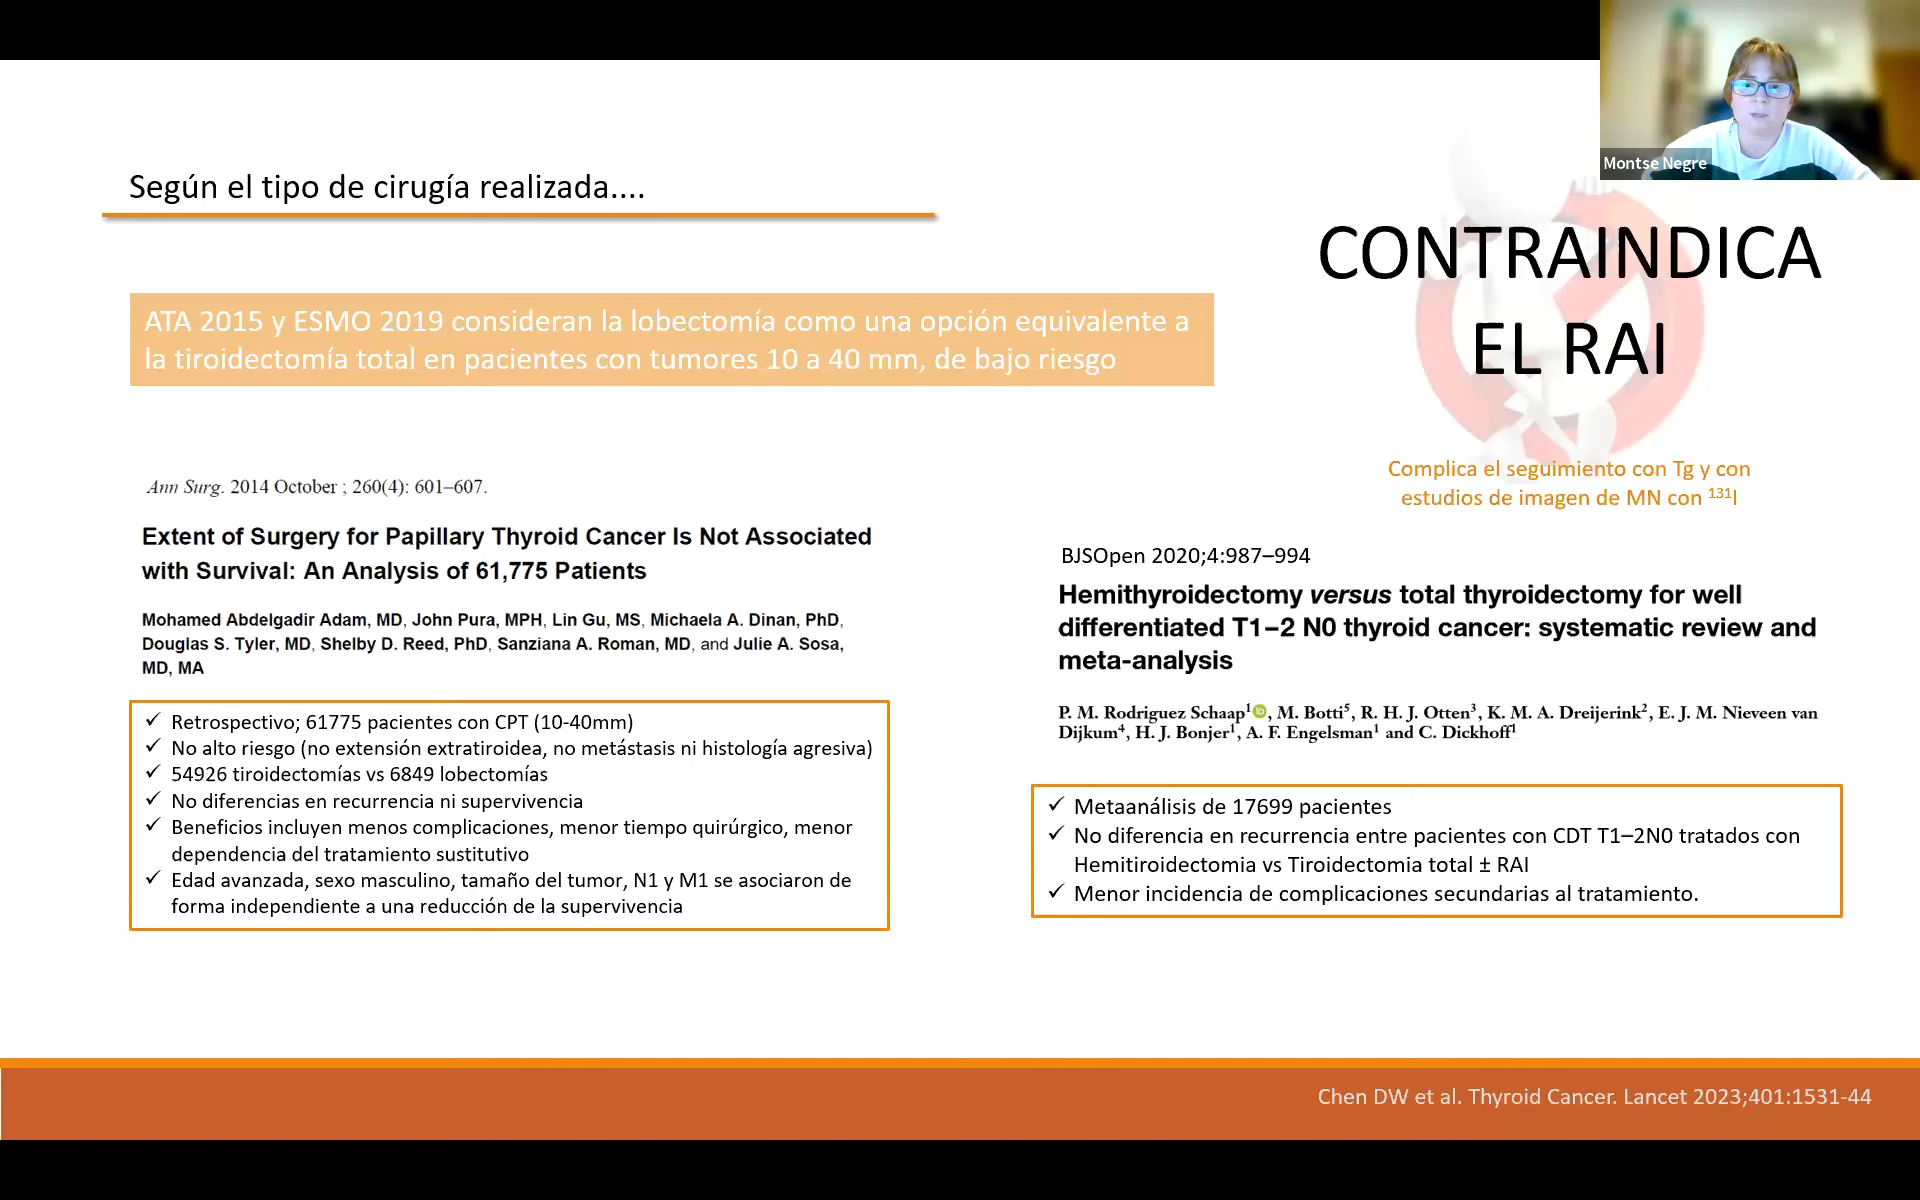 Montse Negre
Según el tipo de cirugía realizada....
CONTRAINDICA
EL RAI
ATA 2015 y ESMO 2019 consideran la lobectomía como una opción equivalente a
la tiroidectomía total en pacientes con tumores 10 a 40 mm, de bajo riesgo
Complica el seguimiento con Tg y con
estudios de imagen de MN con ¹³¹I
Ann Surg. 2014 October ; 260(4): 601–607.
Extent of Surgery for Papillary Thyroid Cancer Is Not Associated
with Survival: An Analysis of 61,775 Patients
Mohamed Abdelgadir Adam, MD, John Pura, MPH, Lin Gu, MS, Michaela A. Dinan, PhD,
Douglas S. Tyler, MD, Shelby D. Reed, PhD, Sanziana A. Roman, MD, and Julie A. Sosa,
MD, MA
✓ Retrospectivo; 61775 pacientes con CPT (10-40mm)
✓ No alto riesgo (no extensión extratiroidea, no metástasis ni histología agresiva)
✓ 54926 tiroidectomías vs 6849 lobectomías
✓ No diferencias en recurrencia ni supervivencia
✓ Beneficios incluyen menos complicaciones, menor tiempo quirúrgico, menor
dependencia del tratamiento sustitutivo
✓ Edad avanzada, sexo masculino, tamaño del tumor, N1 y M1 se asociaron de
forma independiente a una reducción de la supervivencia
BJSOpen 2020;4:987–994
Hemithyroidectomy versus total thyroidectomy for well
differentiated T1–2 N0 thyroid cancer: systematic review and
meta-analysis
P. M. Rodriguez Schaap¹ iD, M. Botti⁵, R. H. J. Otten³, K. M. A. Dreijerink², E. J. M. Nieveen van
Dijkum⁴, H. J. Bonjer¹, A. F. Engelsman¹ and C. Dickhoff¹
✓ Metaanálisis de 17699 pacientes
✓ No diferencia en recurrencia entre pacientes con CDT T1–2N0 tratados con
Hemitiroidectomia vs Tiroidectomia total ± RAI
✓ Menor incidencia de complicaciones secundarias al tratamiento.
Chen DW et al. Thyroid Cancer. Lancet 2023;401:1531-44